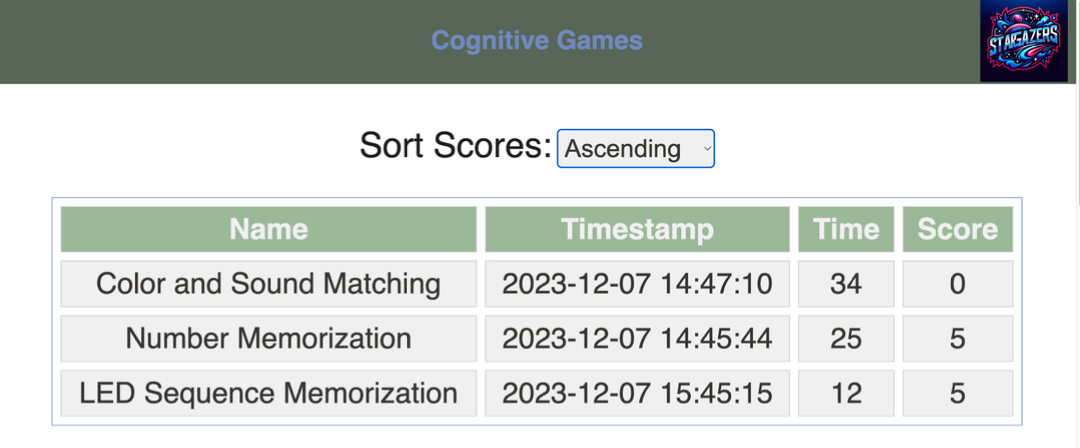 Cognitive Games
STARGAZERS
Sort Scores: Ascending
Name Timestamp Time Score
Color and Sound Matching 2023-12-07 14:47:10 34 0
Number Memorization 2023-12-07 14:45:44 25 5
LED Sequence Memorization 2023-12-07 15:45:15 12 5